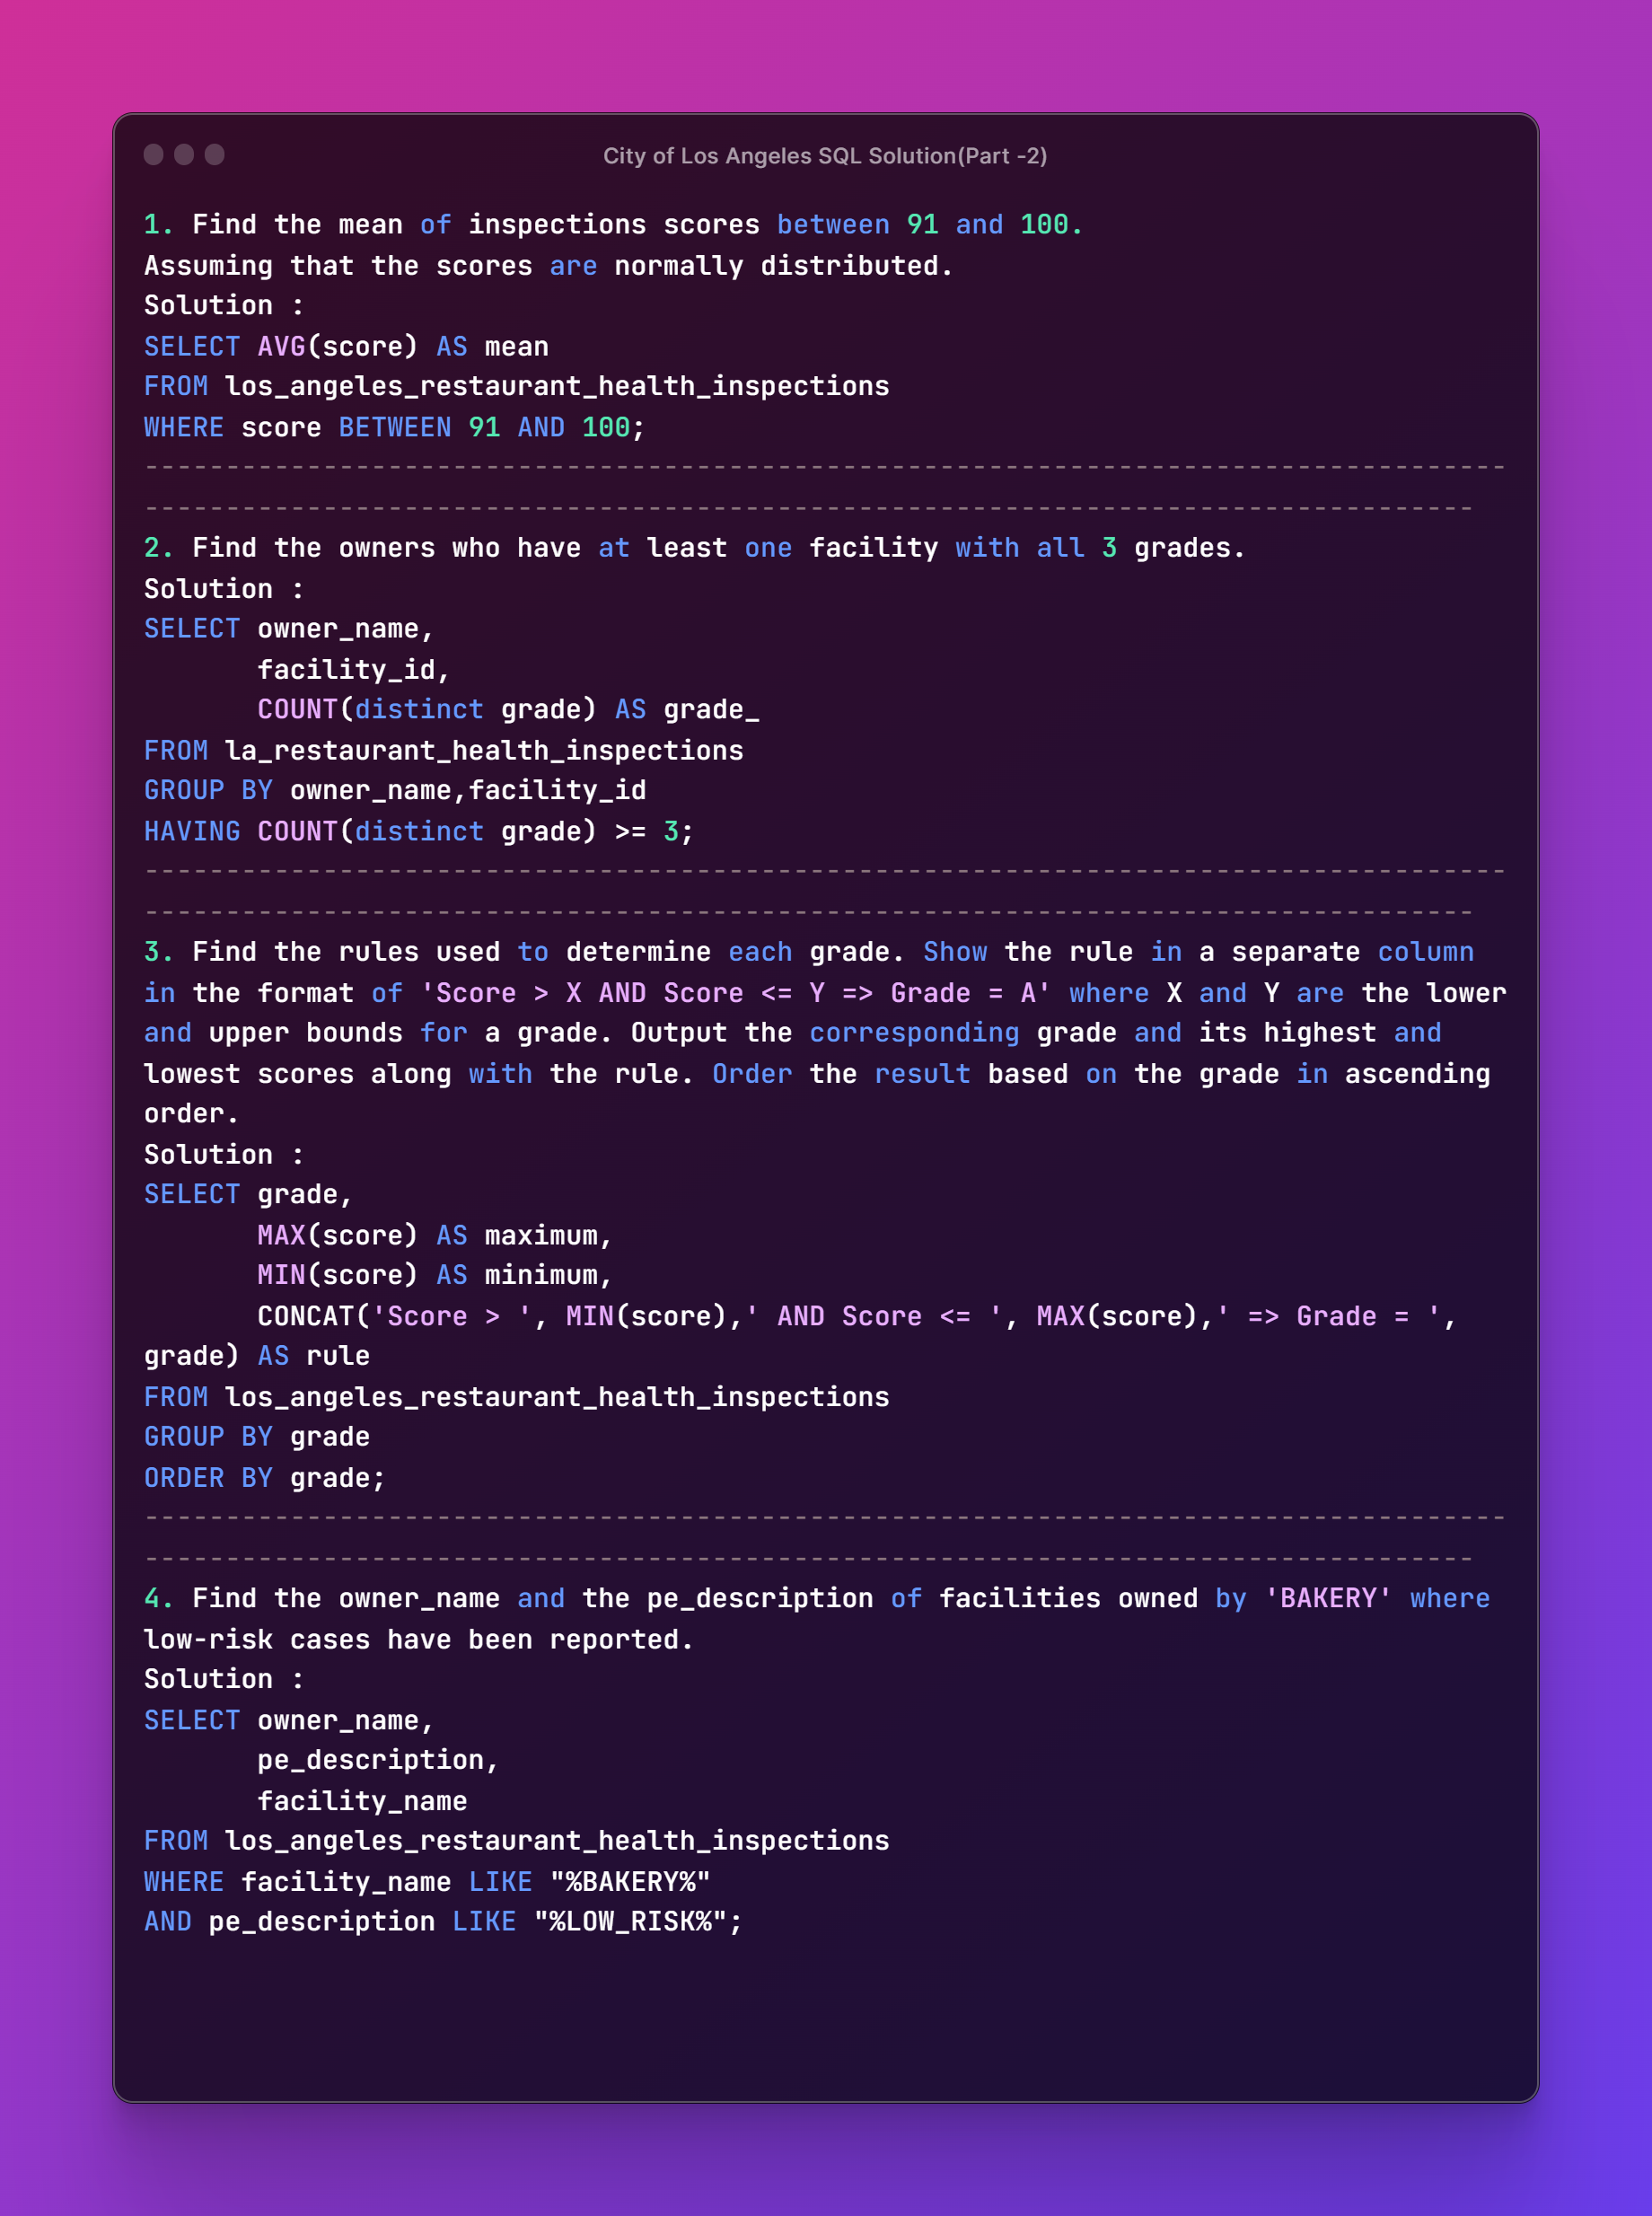 City of Los Angeles SQL Solution(Part -2)
1. Find the mean of inspections scores between 91 and 100.
Assuming that the scores are normally distributed.
Solution :
SELECT AVG(score) AS mean
FROM los_angeles_restaurant_health_inspections
WHERE score BETWEEN 91 AND 100;
------------------------------------------------------------------------------------
----------------------------------------------------------------------------------
2. Find the owners who have at least one facility with all 3 grades.
Solution :
SELECT owner_name,
       facility_id,
       COUNT(distinct grade) AS grade_
FROM la_restaurant_health_inspections
GROUP BY owner_name,facility_id
HAVING COUNT(distinct grade) >= 3;
------------------------------------------------------------------------------------
----------------------------------------------------------------------------------
3. Find the rules used to determine each grade. Show the rule in a separate column
in the format of 'Score > X AND Score <= Y => Grade = A' where X and Y are the lower
and upper bounds for a grade. Output the corresponding grade and its highest and
lowest scores along with the rule. Order the result based on the grade in ascending
order.
Solution :
SELECT grade,
       MAX(score) AS maximum,
       MIN(score) AS minimum,
       CONCAT('Score > ', MIN(score),' AND Score <= ', MAX(score),' => Grade = ',
grade) AS rule
FROM los_angeles_restaurant_health_inspections
GROUP BY grade
ORDER BY grade;
------------------------------------------------------------------------------------
----------------------------------------------------------------------------------
4. Find the owner_name and the pe_description of facilities owned by 'BAKERY' where
low-risk cases have been reported.
Solution :
SELECT owner_name,
       pe_description,
       facility_name
FROM los_angeles_restaurant_health_inspections
WHERE facility_name LIKE "%BAKERY%"
AND pe_description LIKE "%LOW_RISK%";